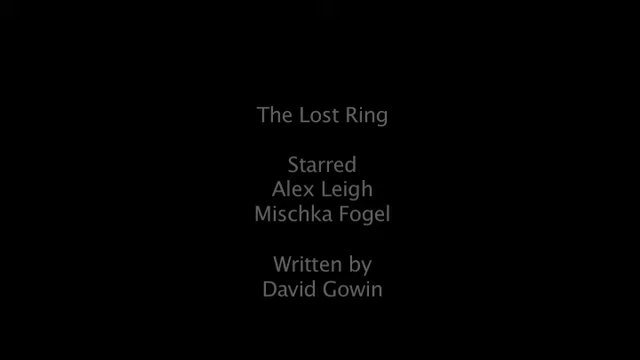 The Lost Ring
Starred
Alex Leigh
Mischka Fogel
Written by
David Gowin